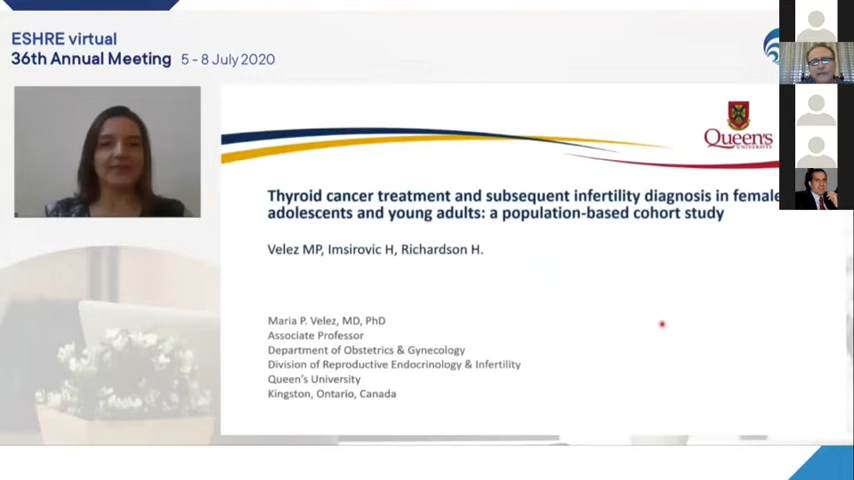 ESHRE virtual
36th Annual Meeting 5 - 8 July 2020
Queen's
UNIVERSITY
Thyroid cancer treatment and subsequent infertility diagnosis in female
adolescents and young adults: a population-based cohort study
Velez MP, Imsirovic H, Richardson H.
Maria P. Velez, MD, PhD
Associate Professor
Department of Obstetrics & Gynecology
Division of Reproductive Endocrinology & Infertility
Queen's University
Kingston, Ontario, Canada